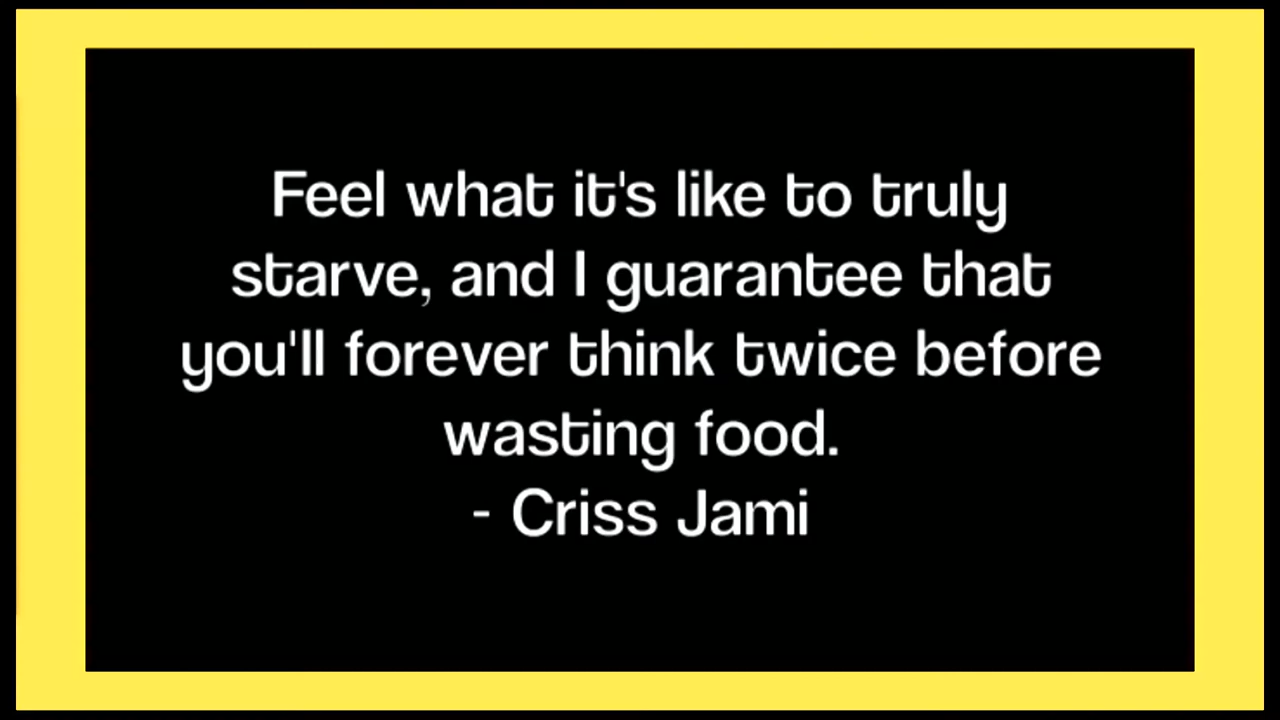 Feel what it's like to truly
starve, and I guarantee that
you'll forever think twice before
wasting food.
- Criss Jami